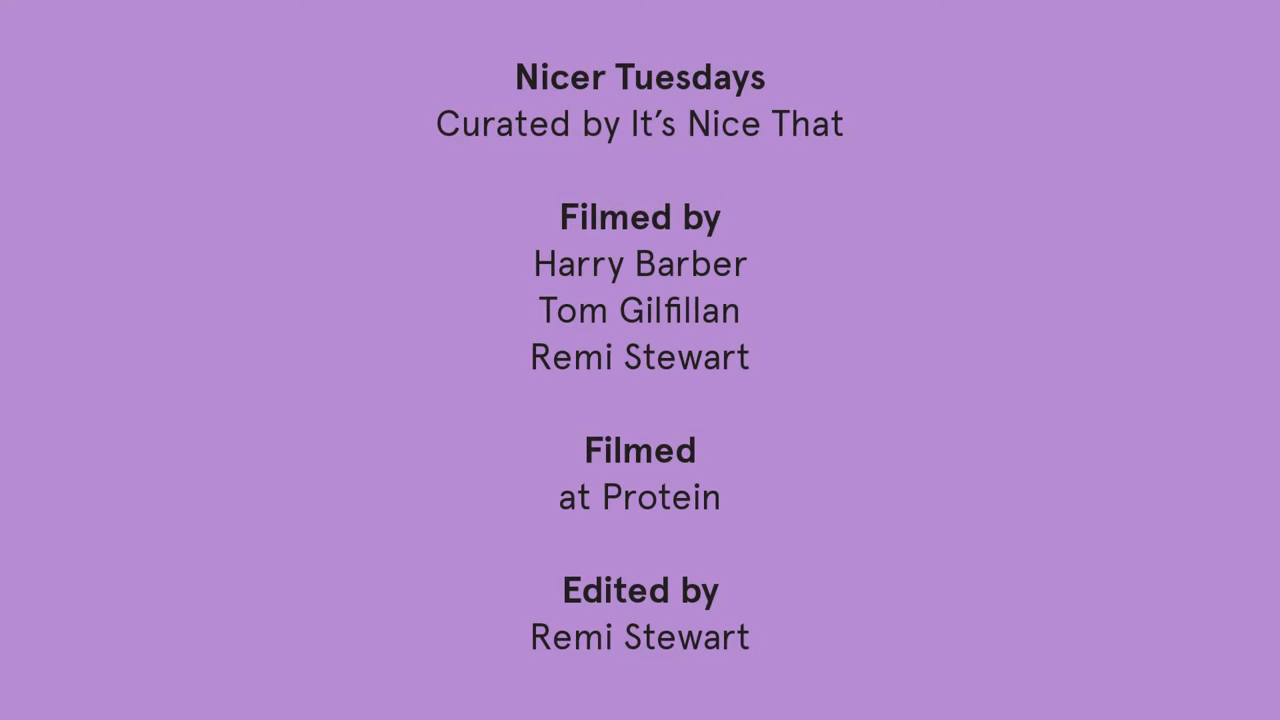 Nicer Tuesdays
Curated by It’s Nice That
Filmed by
Harry Barber
Tom Gilfillan
Remi Stewart
Filmed
at Protein
Edited by
Remi Stewart